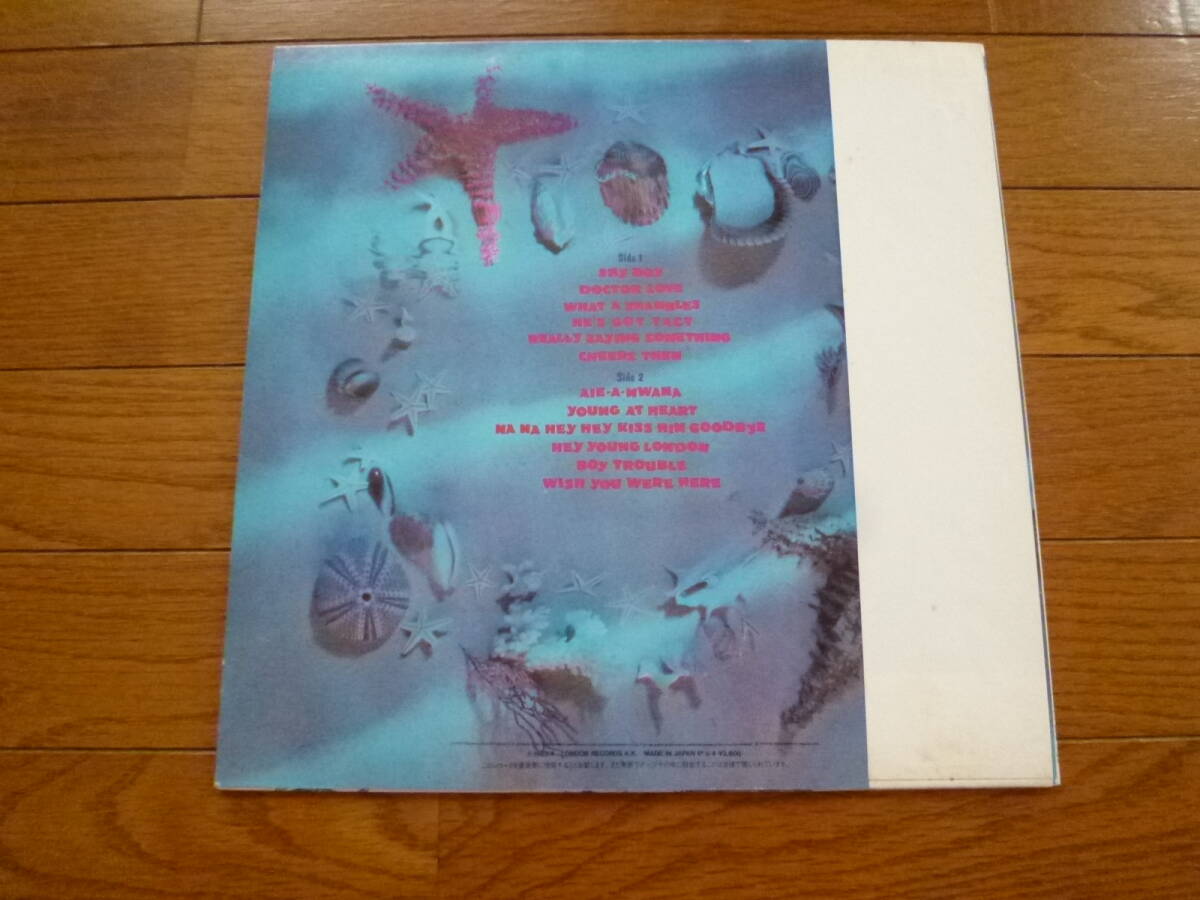 Side 1
SHY BOY
DOCTOR LOVE
WHAT A SHAMBLES
HE'S GOT TACT
REALLY SAYING SOMETHING
CHEERS THEN
Side 2
AIE-A-MWANA
YOUNG AT HEART
NA NA HEY HEY KISS HIM GOODBYE
HEY YOUNG LONDON
BOY TROUBLE
WISH YOU WERE HERE
LONDON RECORDS K.K. MADE IN JAPAN ¥2,800